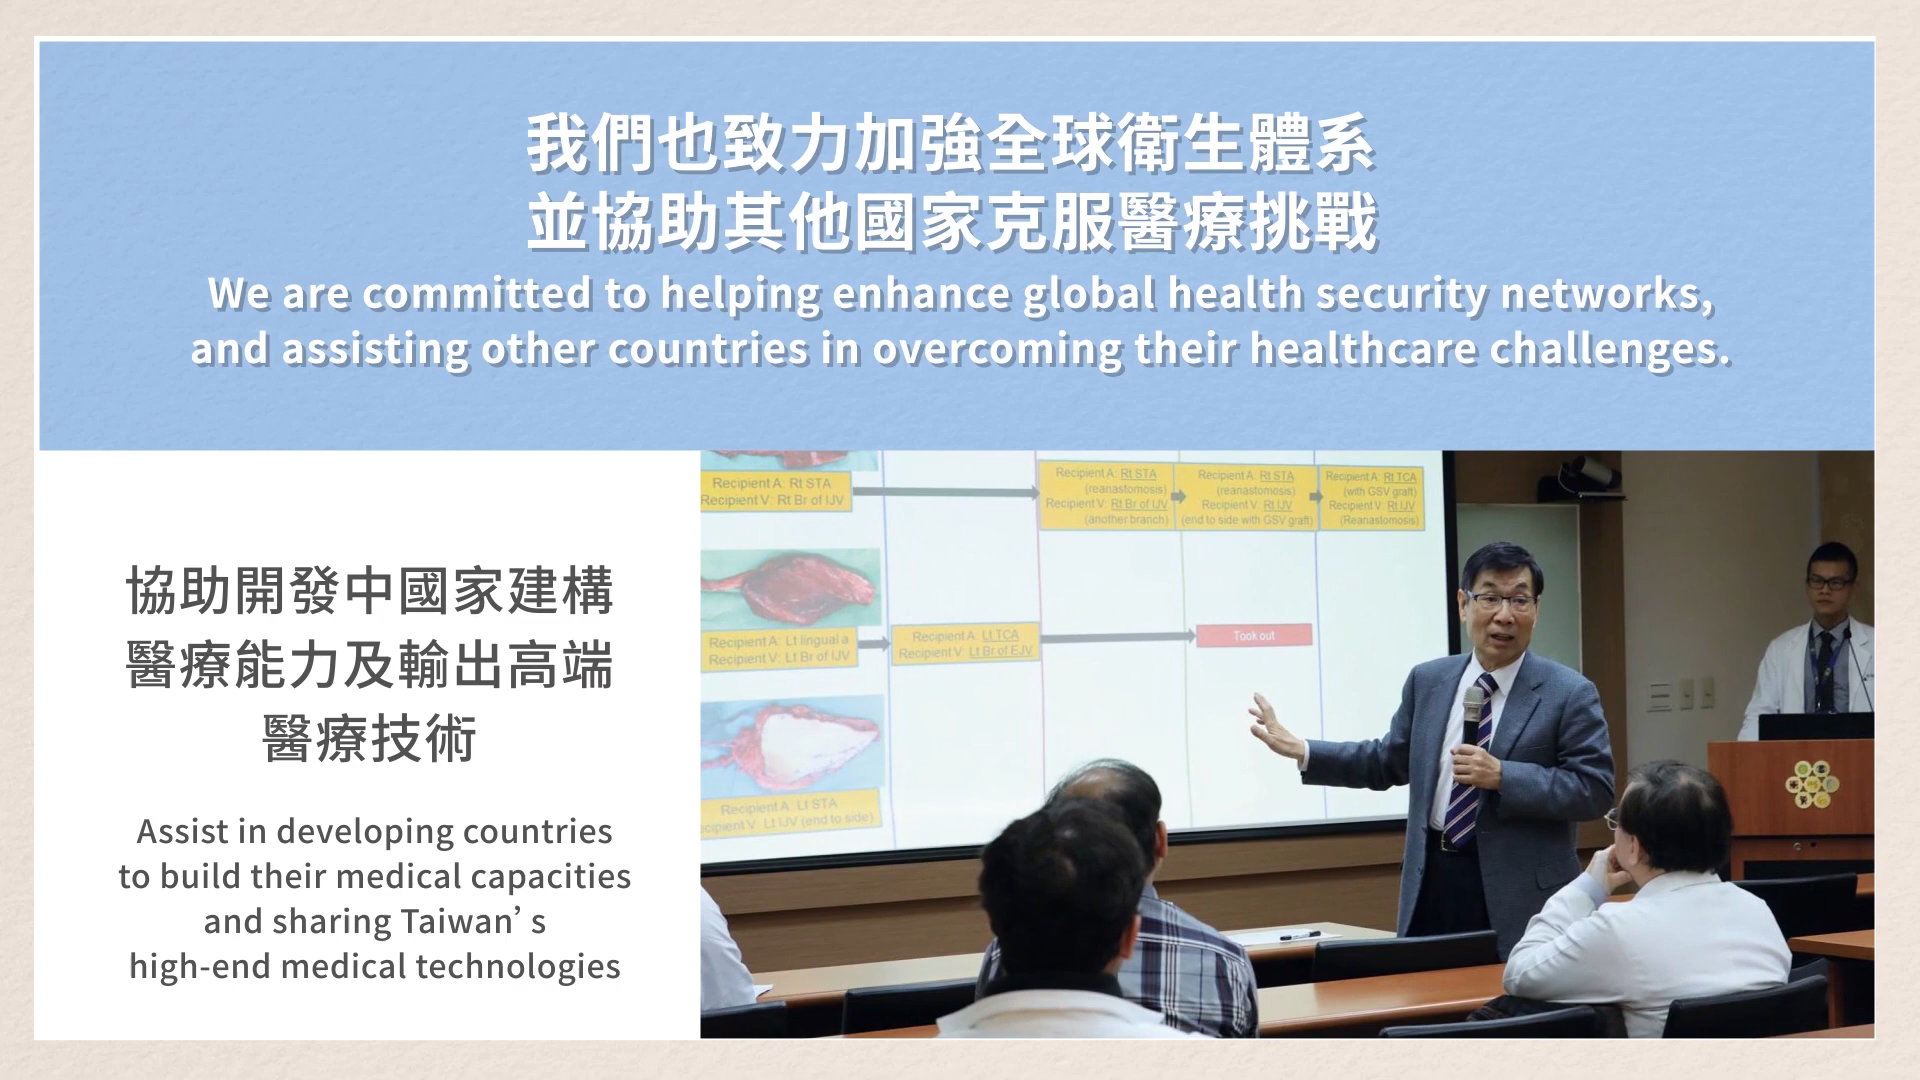 我們也致力加強全球衛生體系
並協助其他國家克服醫療挑戰
We are committed to helping enhance global health security networks,
and assisting other countries in overcoming their healthcare challenges.
協助開發中國家建構
醫療能力及輸出高端
醫療技術
Assist in developing countries
to build their medical capacities
and sharing Taiwan’ s
high-end medical technologies
Recipient A: Rt STA
Recipient V: Rt Br of IJV
Recipient A: Rt STA
(reanastomosis)
Recipient V: Rt Br of IJV
(another branch)
Recipient A: Rt STA
(reanastomosis)
Recipient V: Rt IJV
(end to side with GSV graft)
Recipient A: Rt TCA
(with GSV graft)
Recipient V: Rt IJV
(Reanastomosis)
Recipient A: Lt lingual a
Recipient V: Lt Br of IJV
Recipient A: Lt TCA
Recipient V: Lt Br of EJV
Took out
Recipient A: Lt STA
ecipient V: Lt IJV (end to side)